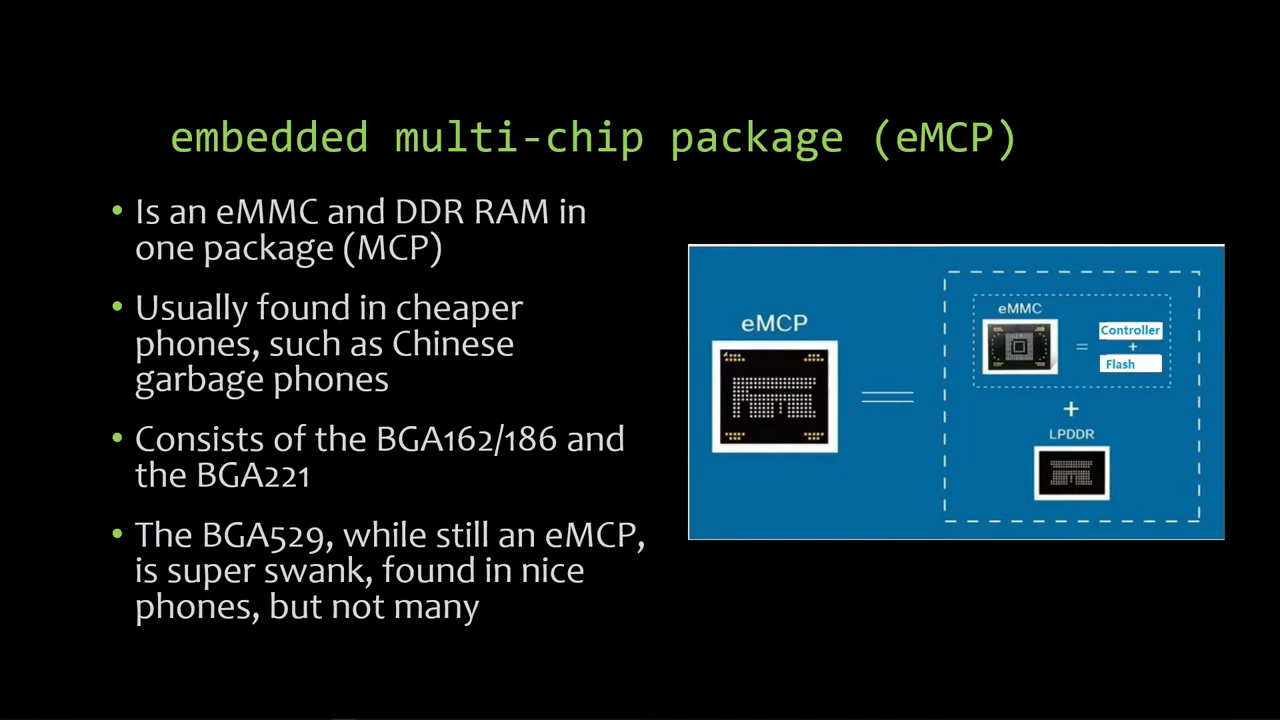 embedded multi-chip package (eMCP)
• Is an eMMC and DDR RAM in
one package (MCP)
• Usually found in cheaper
phones, such as Chinese
garbage phones
• Consists of the BGA162/186 and
the BGA221
• The BGA529, while still an eMCP,
is super swank, found in nice
phones, but not many
eMCP
=
eMMC
=
Controller
+
Flash
+
LPDDR